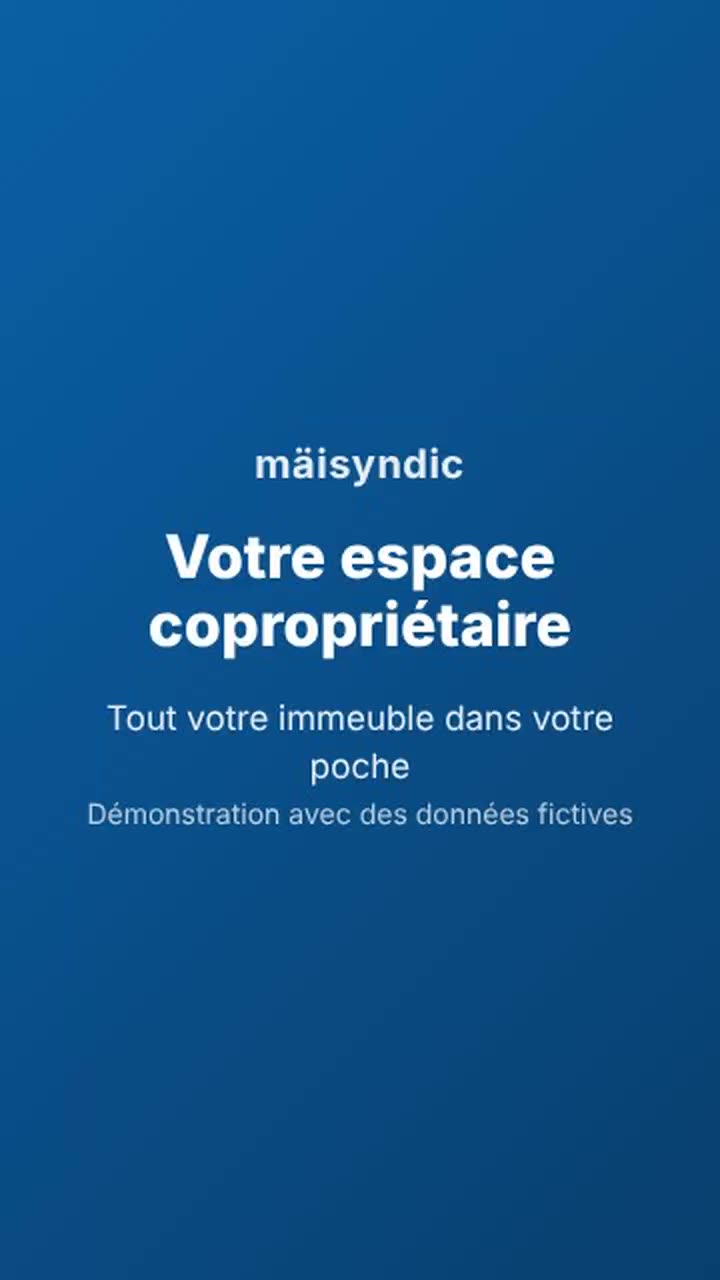 mäisyndic
Votre espace
copropriétaire
Tout votre immeuble dans votre
poche
Démonstration avec des données fictives